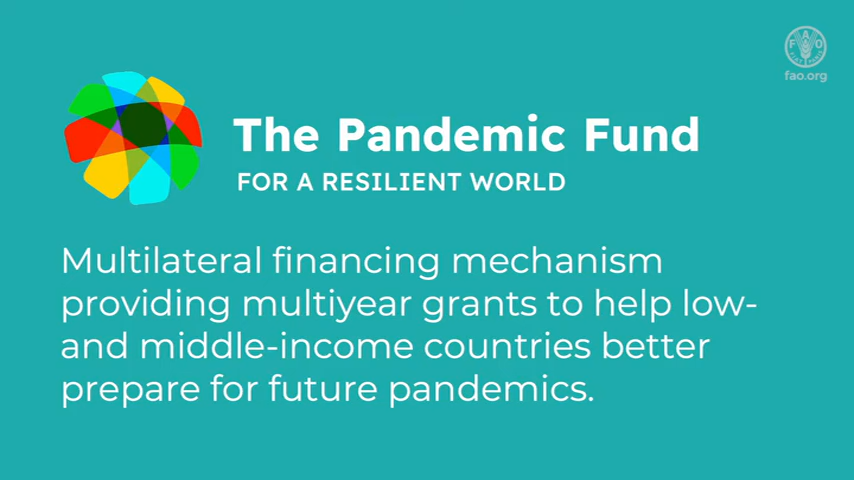 FAO
fao.org
The Pandemic Fund
FOR A RESILIENT WORLD
Multilateral financing mechanism
providing multiyear grants to help low-
and middle-income countries better
prepare for future pandemics.